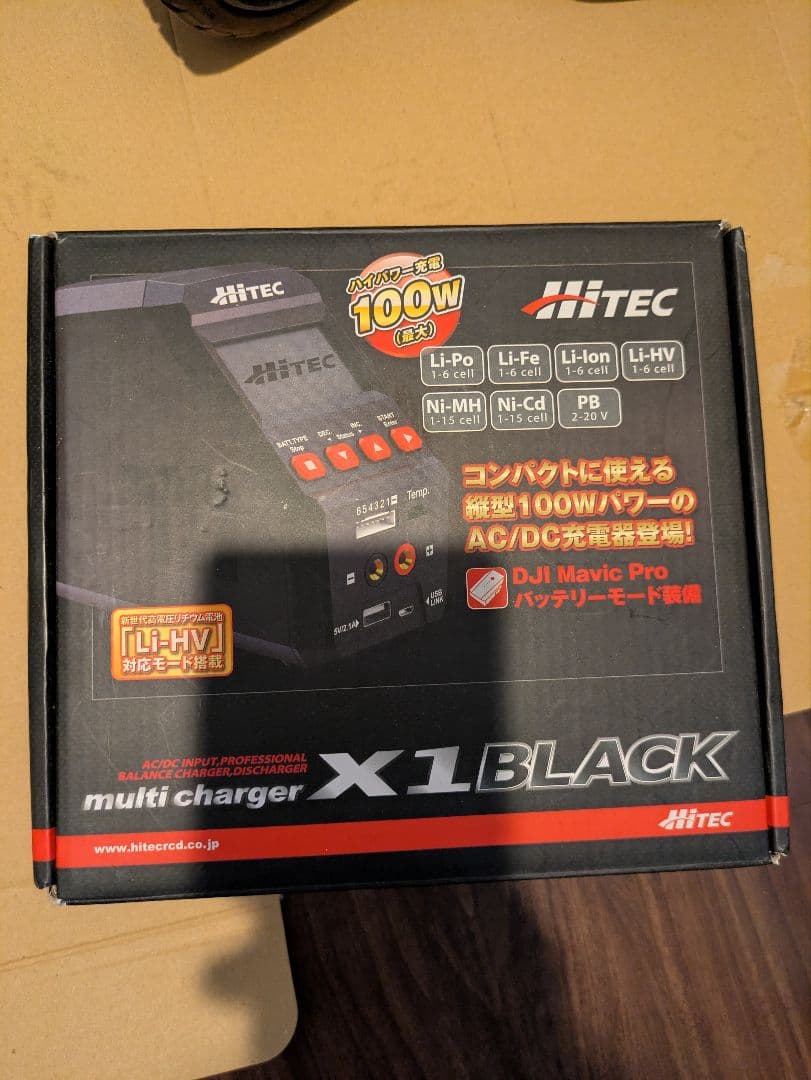 HiTEC
HiTEC
ハイパワー充電
100W
(最大)
HiTEC
Li-Po
1-6 cell
Li-Fe
1-6 cell
Li-Ion
1-6 cell
Li-HV
1-6 cell
Ni-MH
1-15 cell
Ni-Cd
1-15 cell
PB
2-20 V
BATT.TYPE
Stop
DEC.
Status
INC.
START
Enter
654321
Temp.
コンパクトに使える
縦型100Wパワーの
AC/DC充電器登場!
DJI Mavic Pro
バッテリーモード装備
5V/2.1A
USB
LINK
新世代高電圧リチウム電池
「Li-HV」
対応モード搭載
AC/DC INPUT,PROFESSIONAL
BALANCE CHARGER,DISCHARGER
multi charger X1 BLACK
HiTEC
www.hitecrcd.co.jp